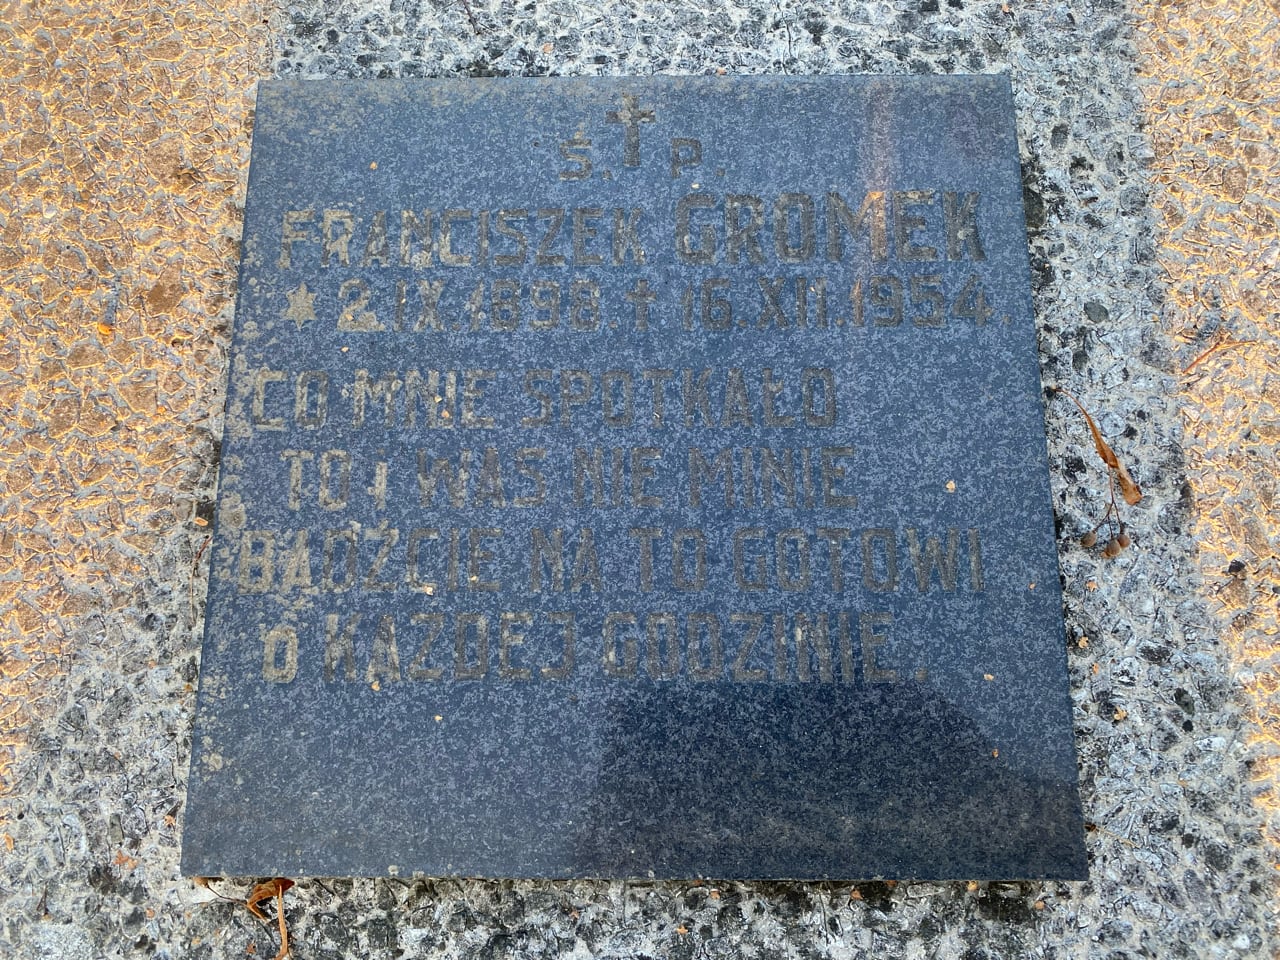 Ś. † P.
FRANCISZEK GROMEK
* 2.IX.1898. † 16.XII.1954.
CO MNIE SPOTKAŁO
TO I WAS NIE MINIE
BĄDŹCIE NA TO GOTOWI
O KAŻDEJ GODZINIE.